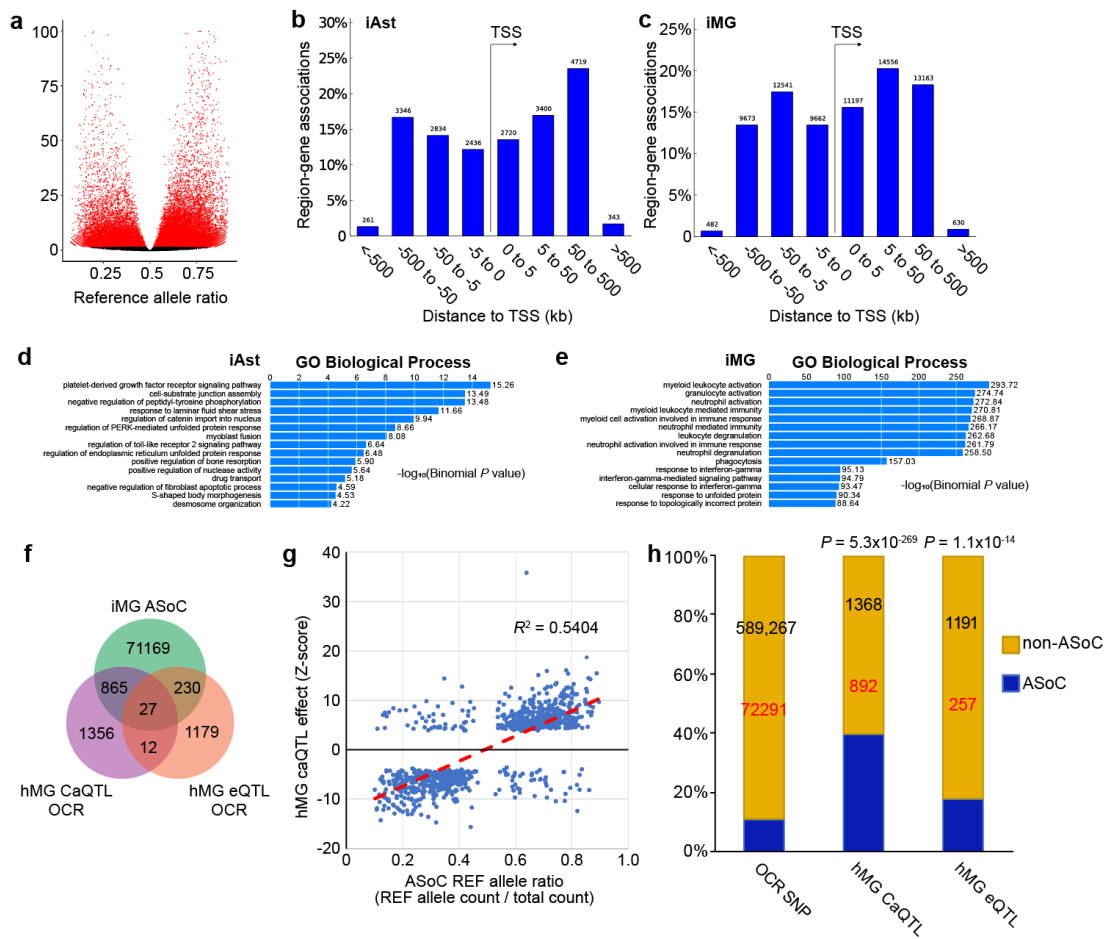 a
100
75
50
25
0
0.25
0.5
0.75
Reference allele ratio
b
iAst
TSS
Region-gene associations
30%
25%
20%
15%
10%
5%
0
261
3346
2834
2436
2720
3400
4719
343
<-500
-500 to -50
-50 to -5
-5 to 0
0 to 5
5 to 50
50 to 500
>500
Distance to TSS (kb)
c
iMG
TSS
Region-gene associations
25%
20%
15%
10%
5%
0
482
9673
12541
9662
11197
14556
13163
630
<-500
-500 to -50
-50 to -5
-5 to 0
0 to 5
5 to 50
50 to 500
>500
Distance to TSS (kb)
d
iAst
GO Biological Process
0 2 4 6 8 10 12 14
platelet-derived growth factor receptor signaling pathway 15.26
cell-substrate junction assembly 13.49
negative regulation of peptidyl-tyrosine phosphorylation 13.48
response to laminar fluid shear stress 11.66
regulation of catenin import into nucleus 9.94
regulation of PERK-mediated unfolded protein response 8.66
myoblast fusion 8.08
regulation of toll-like receptor 2 signaling pathway 6.64
regulation of endoplasmic reticulum unfolded protein response 6.48
positive regulation of bone resorption 5.90
positive regulation of nuclease activity 5.64
drug transport 5.18
negative regulation of fibroblast apoptotic process 4.59
S-shaped body morphogenesis 4.53
desmosome organization 4.22
-log₁₀(Binomial P value)
e
iMG
GO Biological Process
0 50 100 150 200 250
myeloid leukocyte activation 293.72
granulocyte activation 274.74
neutrophil activation 272.84
myeloid leukocyte mediated immunity 270.81
myeloid cell activation involved in immune response 268.87
neutrophil mediated immunity 266.17
leukocyte degranulation 262.68
neutrophil activation involved in immune response 261.79
neutrophil degranulation 258.50
phagocytosis 157.03
response to interferon-gamma 95.13
interferon-gamma-mediated signaling pathway 94.79
cellular response to interferon-gamma 93.47
response to unfolded protein 90.34
response to topologically incorrect protein 88.64
-log₁₀(Binomial P value)
f
iMG ASoC
71169
865
230
27
1356
1179
12
hMG CaQTL
OCR
hMG eQTL
OCR
g
hMG caQTL effect (Z-score)
40
30
20
10
0
-10
-20
R² = 0.5404
0 0.2 0.4 0.6 0.8 1.0
ASoC REF allele ratio
(REF allele count / total count)
h
P = 5.3x10⁻²⁶⁹ P = 1.1x10⁻¹⁴
100%
80%
60%
40%
20%
0%
589,267
72291
1368
892
1191
257
non-ASoC
ASoC
OCR SNP
hMG CaQTL
hMG eQTL